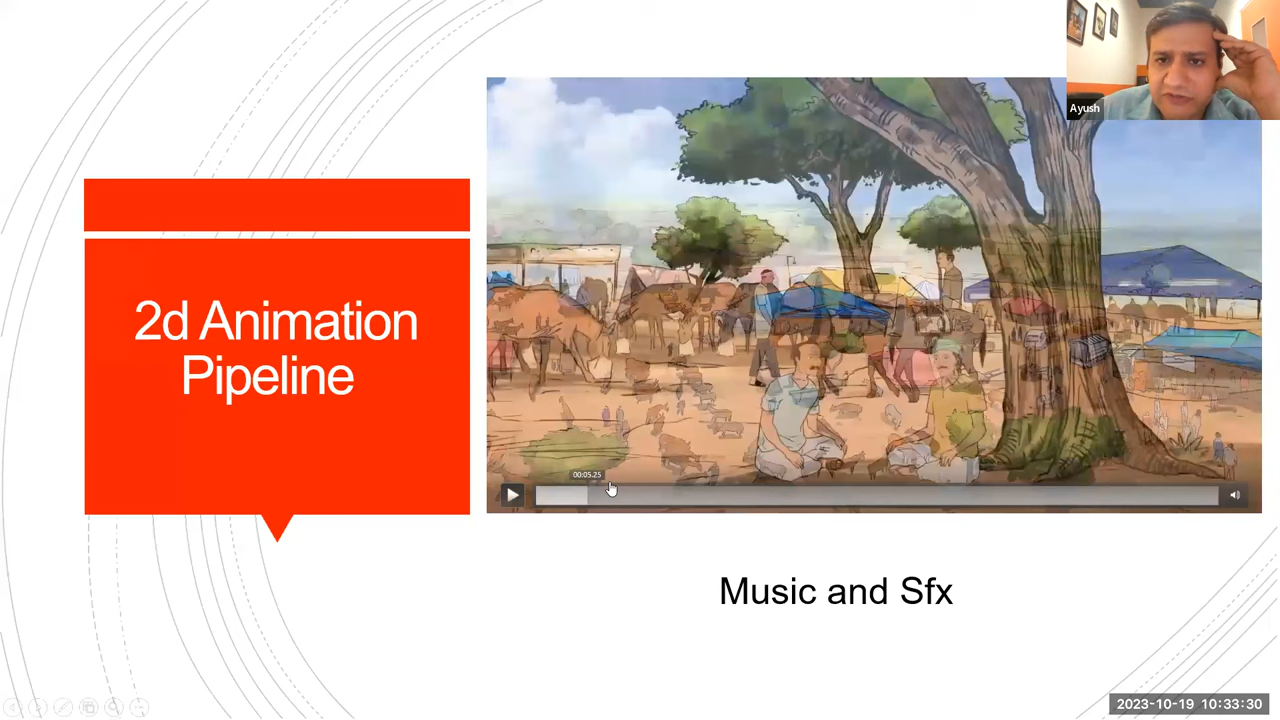 Ayush
2d Animation
Pipeline
00:05.25
Music and Sfx
2023-10-19 10:33:30